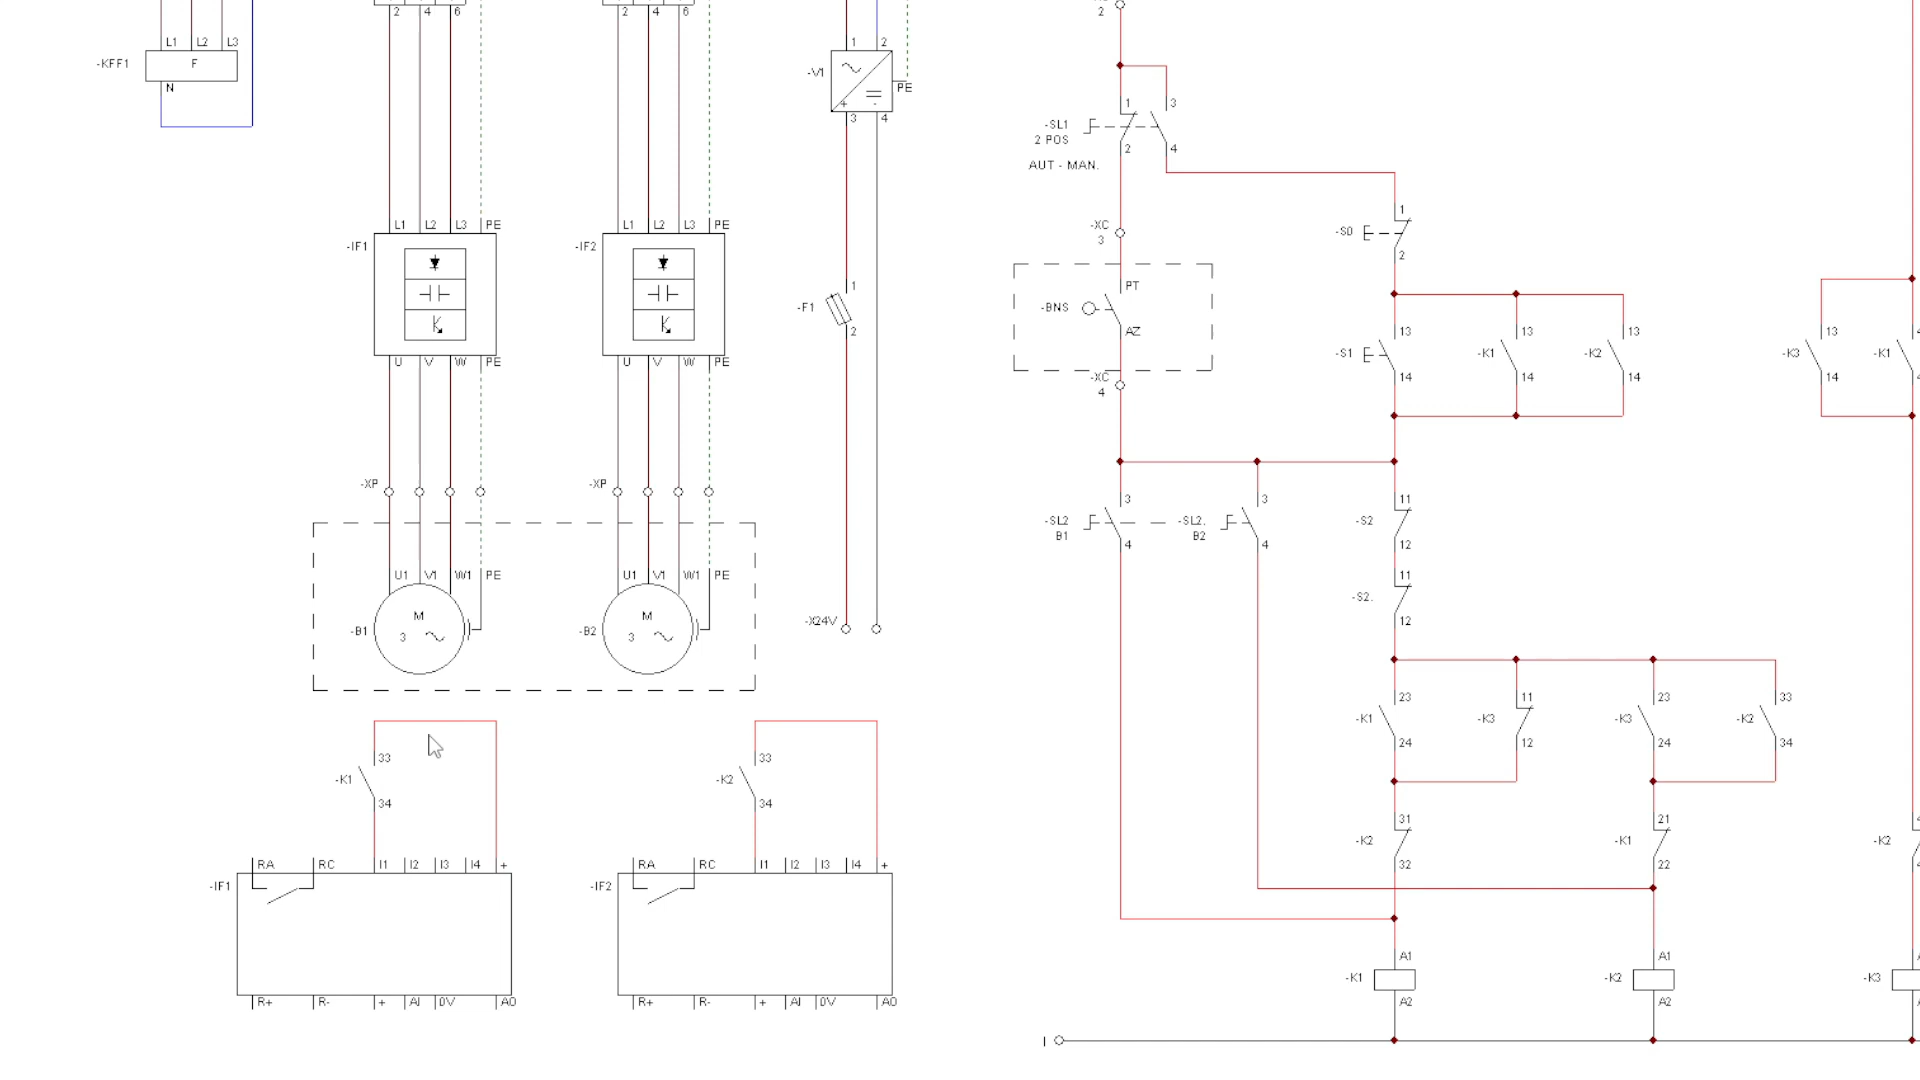 2 4 6
2 4 6
2
L1 L2 L3
1 2
-KFF1
F
N
-V1
+
-
PE
3 4
1 3
-SL1
2 POS
2 4
AUT - MAN.
L1 L2 L3 PE
L1 L2 L3 PE
-XC
3
1
-S0
2
-IF1
-IF2
PT
-BNS
AZ
1
-F1
2
13 13 13 13
-S1
-K1
-K2
-K3
-K1
14 14 14 14
U V W PE
U V W PE
-XC
4
-XP
-XP
3 3 11
-SL2
B1
-SL2.
B2
-S2
4 4 12
U1 V1 W1 PE
U1 V1 W1 PE
11
-S2.
12
M
3
-B1
M
3
-B2
-X24V
23 11 23 33
-K1
-K3
-K3
-K2
24 12 24 34
33 33
-K1
-K2
34 34
31 21
-K2
-K1
-K2
32 22
RA RC I1 I2 I3 I4 +
RA RC I1 I2 I3 I4 +
-IF1
-IF2
A1 A1
-K1
-K2
-K3
A2 A2
R+ R- + AI 0V AO
R+ R- + AI 0V AO